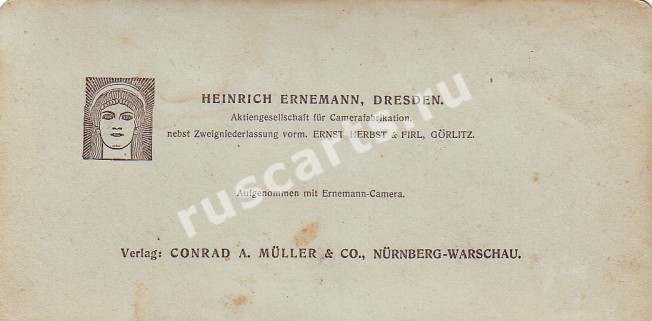 HEINRICH ERNEMANN, DRESDEN.
Aktiengesellschaft für Camerafabrikation.
nebst Zweigniederlassung vorm. ERNST HERBST & FIRL, GÖRLITZ.
Aufgenommen mit Ernemann-Camera.
Verlag: CONRAD A. MÜLLER & CO., NÜRNBERG-WARSCHAU.
ruscarts.ru